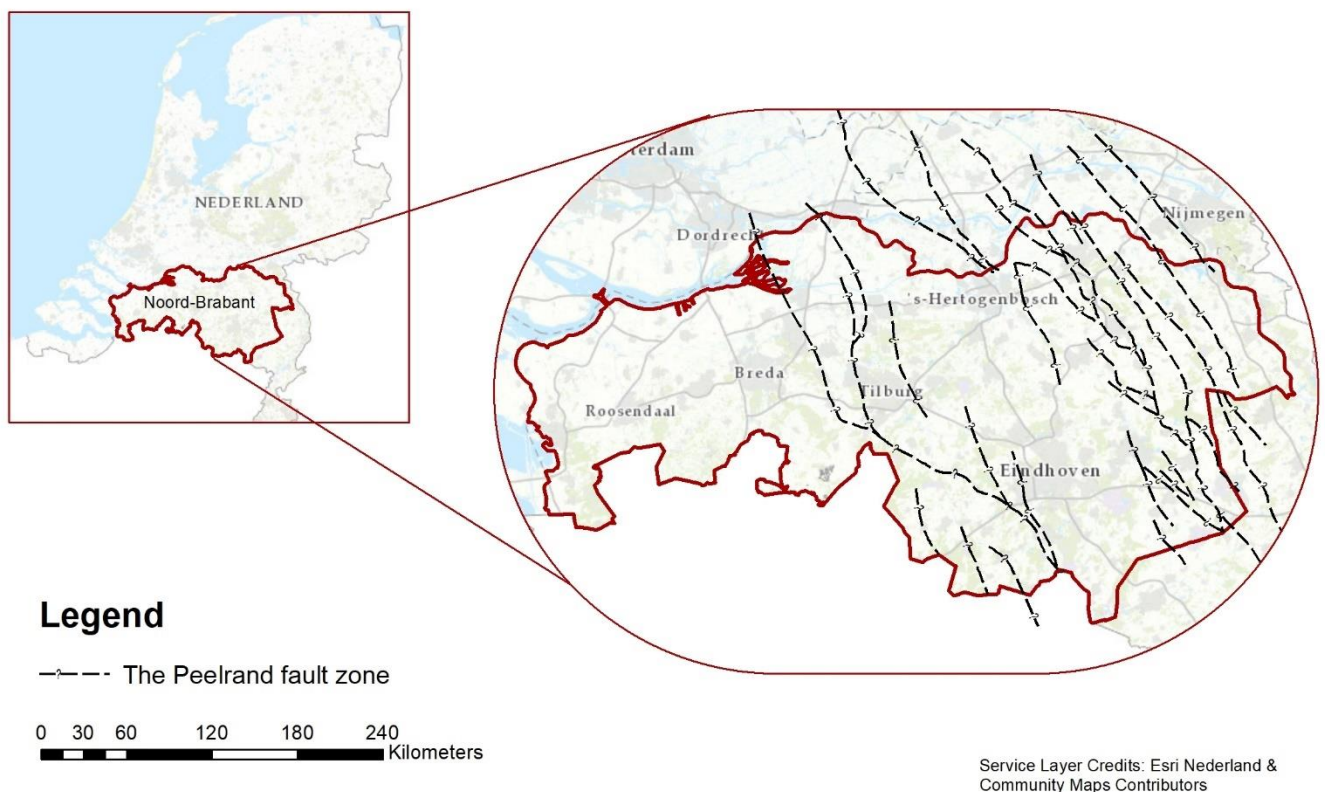 NEDERLAND
Noord-Brabant
terdam
Dordrecht
Nijmegen
's-Hertogenbosch
Breda
Tilburg
Roosendaal
Eindhoven
Legend
-?- The Peelrand fault zone
0 30 60 120 180 240
Kilometers
Service Layer Credits: Esri Nederland &
Community Maps Contributors